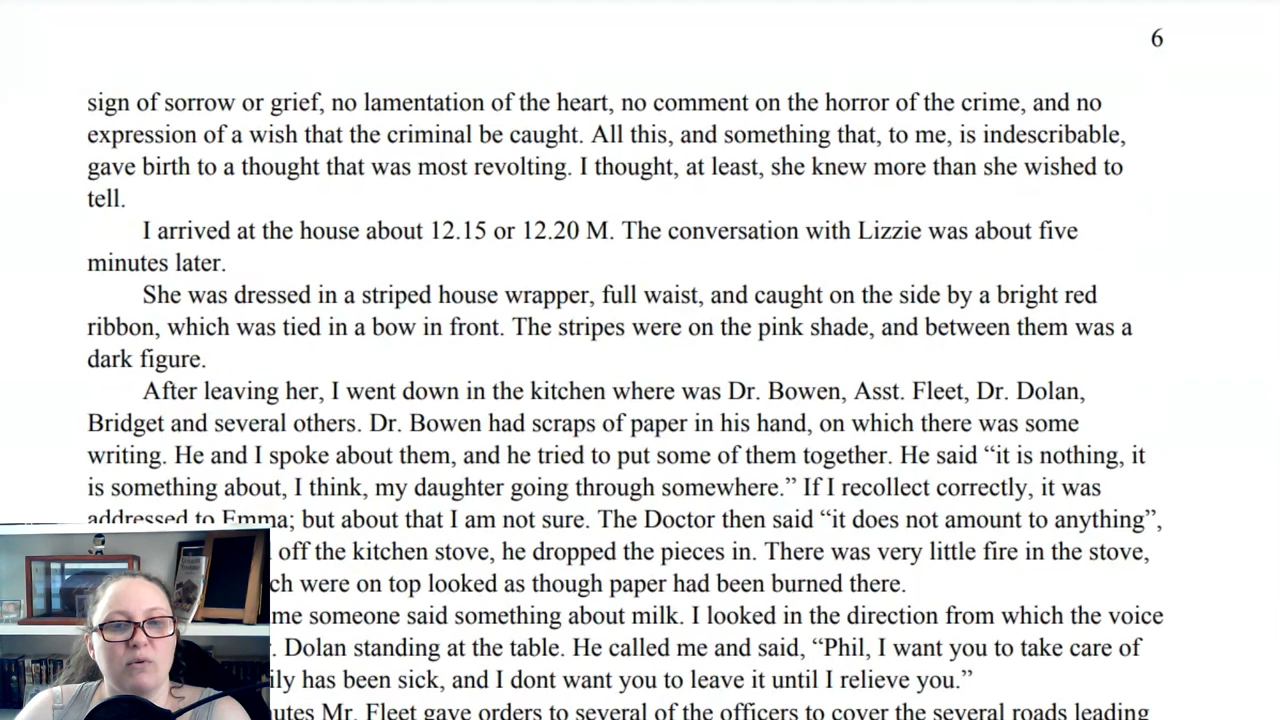 6
sign of sorrow or grief, no lamentation of the heart, no comment on the horror of the crime, and no
expression of a wish that the criminal be caught. All this, and something that, to me, is indescribable,
gave birth to a thought that was most revolting. I thought, at least, she knew more than she wished to
tell.
I arrived at the house about 12.15 or 12.20 M. The conversation with Lizzie was about five
minutes later.
She was dressed in a striped house wrapper, full waist, and caught on the side by a bright red
ribbon, which was tied in a bow in front. The stripes were on the pink shade, and between them was a
dark figure.
After leaving her, I went down in the kitchen where was Dr. Bowen, Asst. Fleet, Dr. Dolan,
Bridget and several others. Dr. Bowen had scraps of paper in his hand, on which there was some
writing. He and I spoke about them, and he tried to put some of them together. He said “it is nothing, it
is something about, I think, my daughter going through somewhere.” If I recollect correctly, it was
addressed to Emma; but about that I am not sure. The Doctor then said “it does not amount to anything”,
off the kitchen stove, he dropped the pieces in. There was very little fire in the stove,
ch were on top looked as though paper had been burned there.
me someone said something about milk. I looked in the direction from which the voice
. Dolan standing at the table. He called me and said, “Phil, I want you to take care of
ily has been sick, and I dont want you to leave it until I relieve you.”
utes Mr. Fleet gave orders to several of the officers to cover the several roads leading